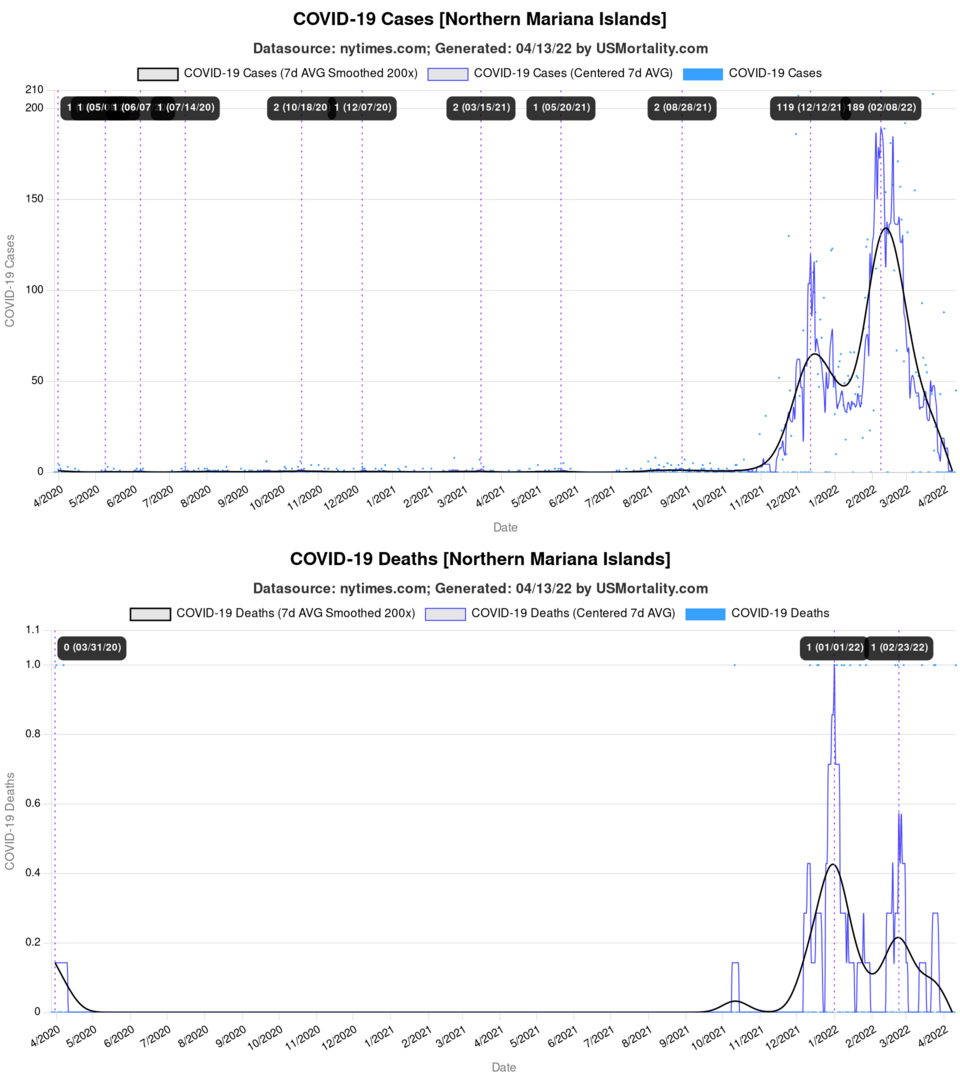 COVID-19 Cases [Northern Mariana Islands]
Datasource: nytimes.com; Generated: 04/13/22 by USMortality.com
COVID-19 Cases (7d AVG Smoothed 200x) COVID-19 Cases (Centered 7d AVG) COVID-19 Cases
210
1 1 (05/0 1 (06/07 1 (07/14/20) 2 (10/18/20 1 (12/07/20) 2 (03/15/21) 1 (05/20/21) 2 (08/28/21) 119 (12/12/21 189 (02/08/22)
200
150
100
50
0
COVID-19 Cases
4/2020 5/2020 6/2020 7/2020 8/2020 9/2020 10/2020 11/2020 12/2020 1/2021 2/2021 3/2021 4/2021 5/2021 6/2021 7/2021 8/2021 9/2021 10/2021 11/2021 12/2021 1/2022 2/2022 3/2022 4/2022
Date
COVID-19 Deaths [Northern Mariana Islands]
Datasource: nytimes.com; Generated: 04/13/22 by USMortality.com
COVID-19 Deaths (7d AVG Smoothed 200x) COVID-19 Deaths (Centered 7d AVG) COVID-19 Deaths
1.1
0 (03/31/20) 1 (01/01/22) 1 (02/23/22)
1.0
0.8
0.6
0.4
0.2
0
COVID-19 Deaths
4/2020 5/2020 6/2020 7/2020 8/2020 9/2020 10/2020 11/2020 12/2020 1/2021 2/2021 3/2021 4/2021 5/2021 6/2021 7/2021 8/2021 9/2021 10/2021 11/2021 12/2021 1/2022 2/2022 3/2022 4/2022
Date